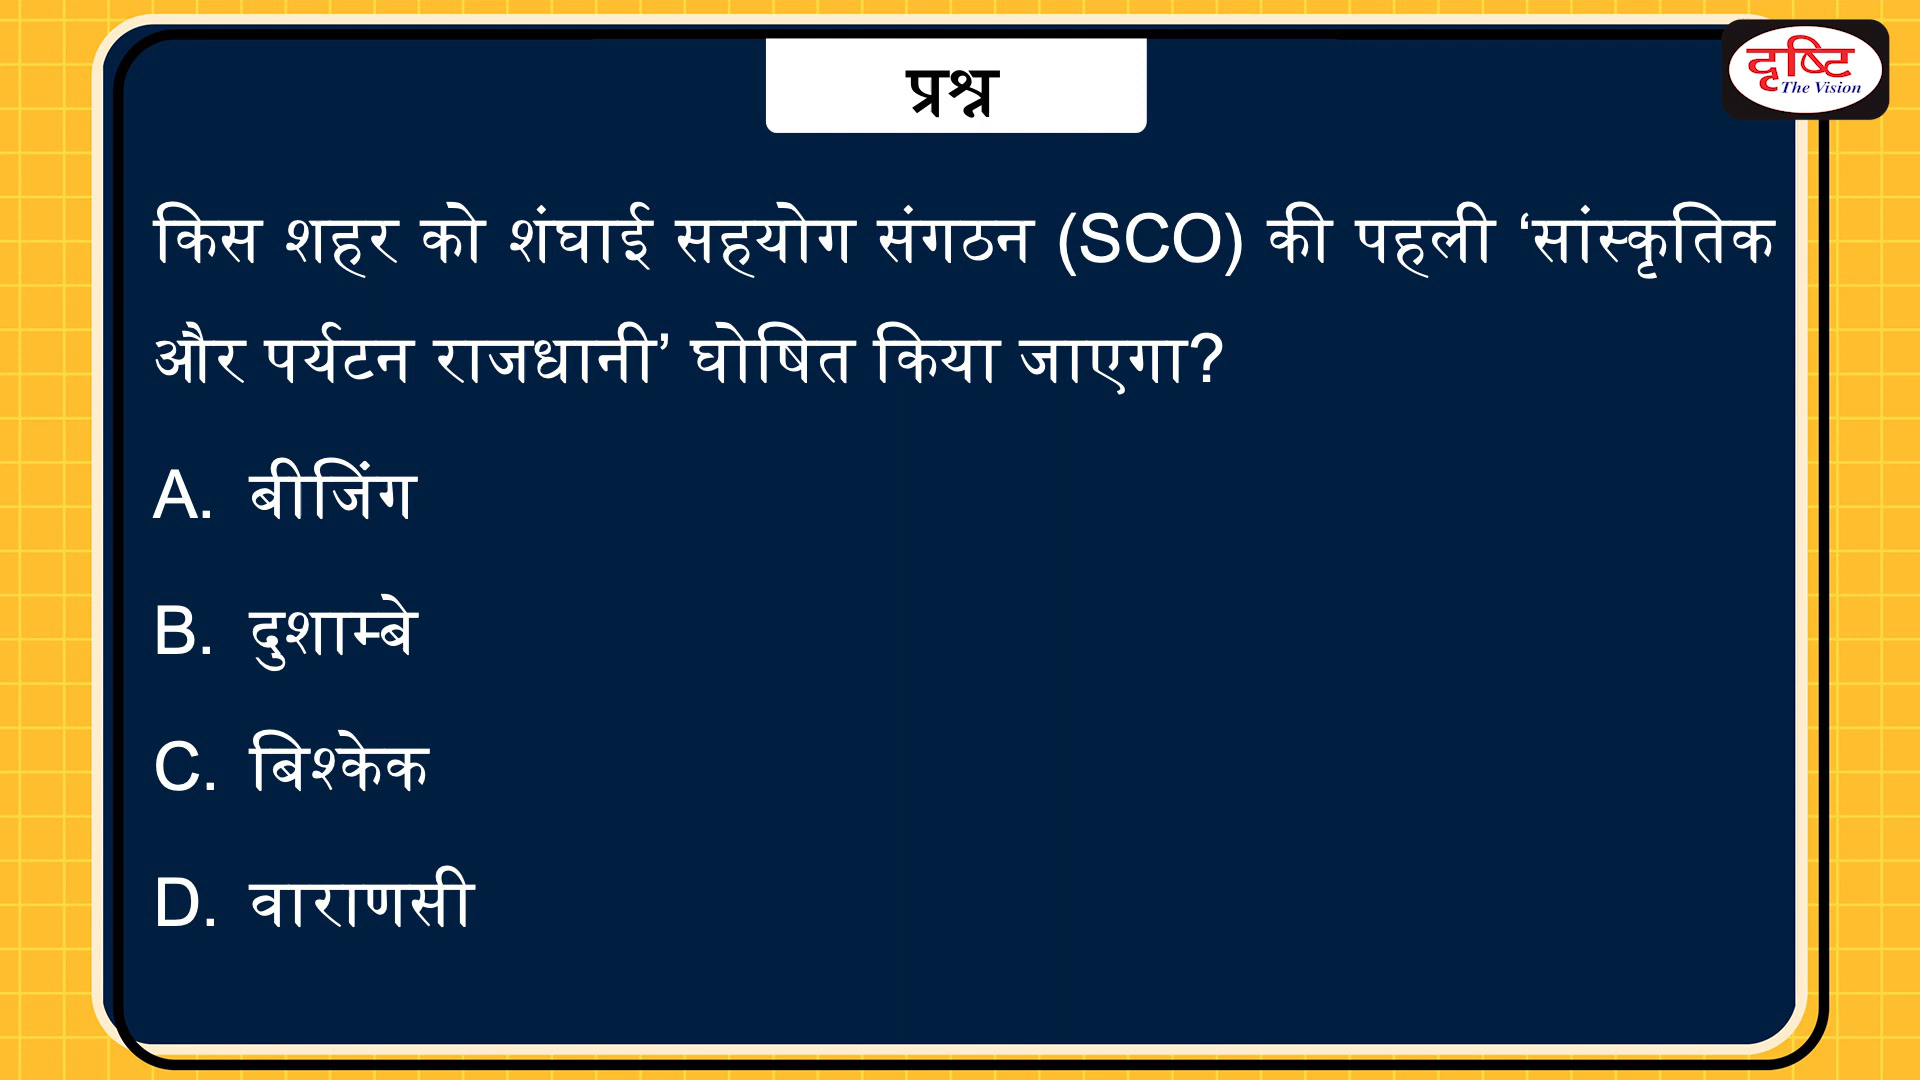 प्रश्न
दृष्टि
The Vision
किस शहर को शंघाई सहयोग संगठन (SCO) की पहली ‘सांस्कृतिक
और पर्यटन राजधानी’ घोषित किया जाएगा?
A. बीजिंग
B. दुशाम्बे
C. बिश्केक
D. वाराणसी